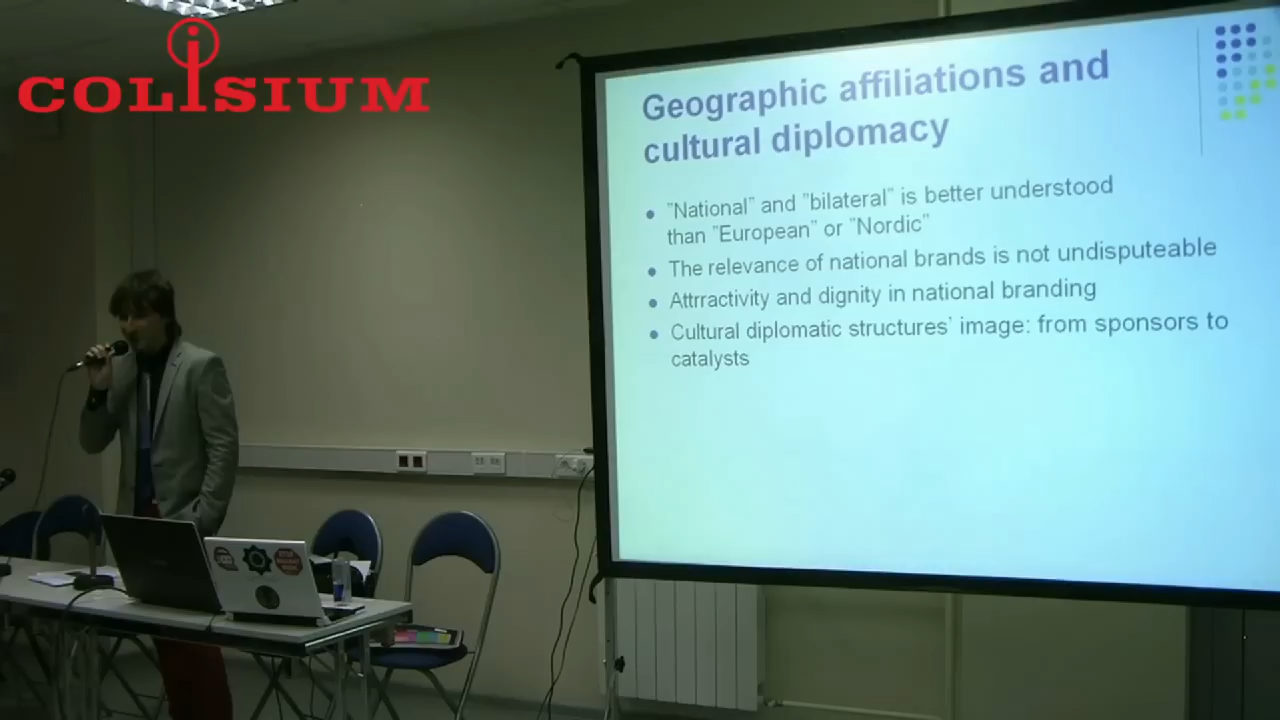 COLISIUM
Geographic affiliations and
cultural diplomacy
"National" and "bilateral" is better understood
than "European" or "Nordic"
The relevance of national brands is not undisputeable
Attrractivity and dignity in national branding
Cultural diplomatic structures' image: from sponsors to
catalysts